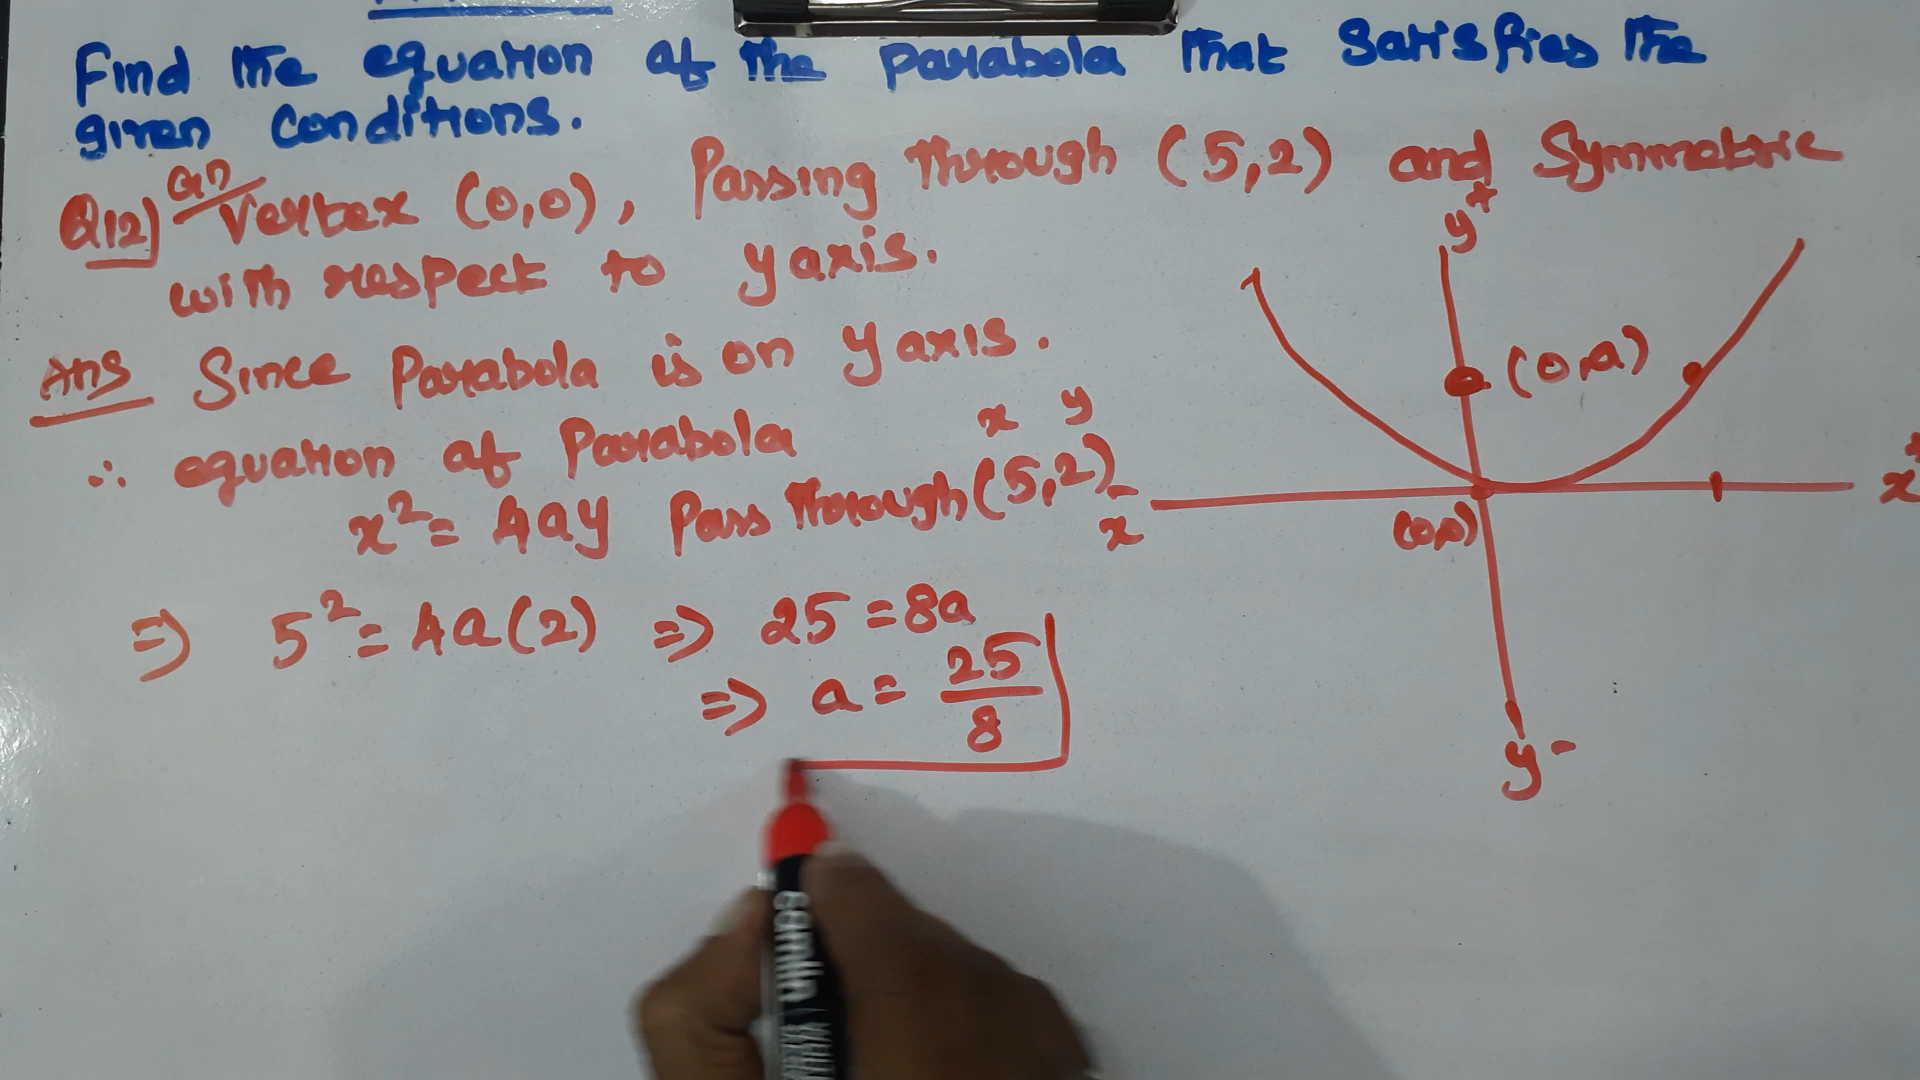 Find the equation of the parabola that satisfies the
given conditions.
Q12) Gn Vertex (0,0), Passing through (5,2) and Symmetric
with respect to y axis.
Ans Since Parabola is on y axis.
∴ equation of Parabola
x y
x² = 4ay Pass through (5,2)
⇒ 5² = 4a(2) ⇒ 25 = 8a
⇒ a = 25/8
y+
(0,a)
x-
(0,0)
x+
y-
camlin